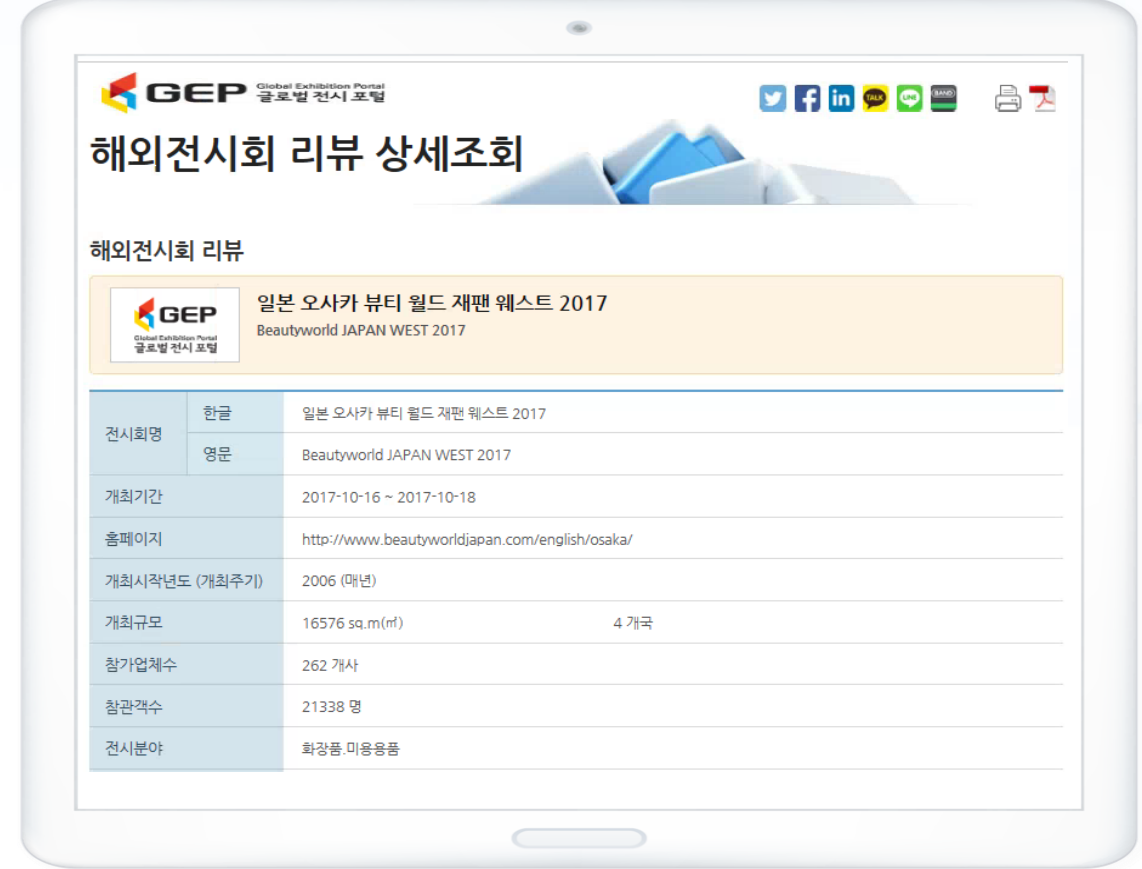 GEP Global Exhibition Portal
글로벌 전시 포털
TALK LINE BAND
해외전시회 리뷰 상세조회
해외전시회 리뷰
GEP
Global Exhibition Portal
글로벌 전시 포털
일본 오사카 뷰티 월드 재팬 웨스트 2017
Beautyworld JAPAN WEST 2017
전시회명 한글 일본 오사카 뷰티 월드 재팬 웨스트 2017
영문 Beautyworld JAPAN WEST 2017
개최기간 2017-10-16 ~ 2017-10-18
홈페이지 http://www.beautyworldjapan.com/english/osaka/
개최시작년도 (개최주기) 2006 (매년)
개최규모 16576 sq.m(㎡) 4 개국
참가업체수 262 개사
참관객수 21338 명
전시분야 화장품.미용용품